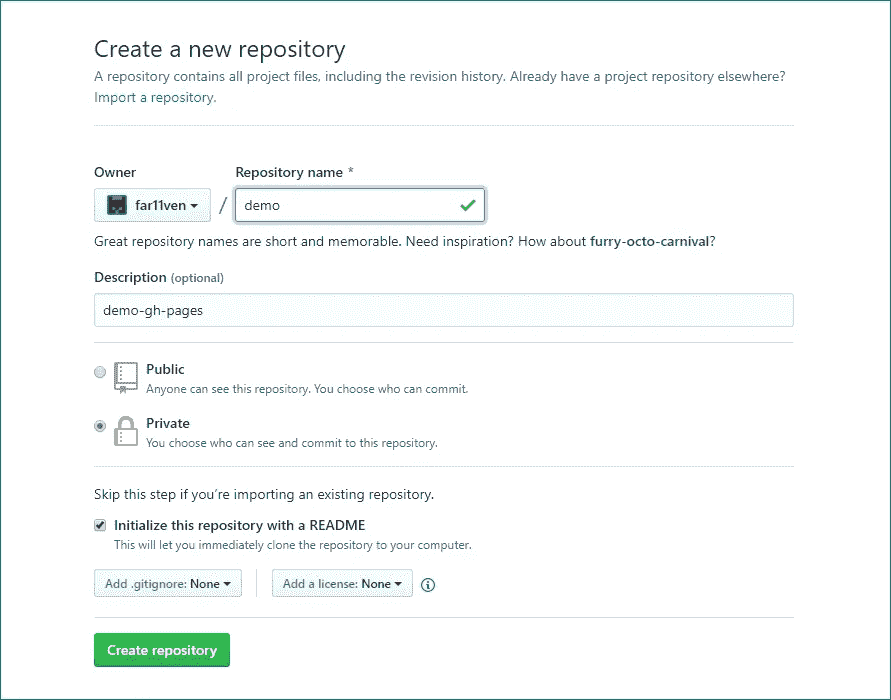 Create a new repository
A repository contains all project files, including the revision history. Already have a project repository elsewhere?
Import a repository.
Owner
Repository name *
far11ven
/
demo
Great repository names are short and memorable. Need inspiration? How about furry-octo-carnival?
Description (optional)
demo-gh-pages
Public
Anyone can see this repository. You choose who can commit.
Private
You choose who can see and commit to this repository.
Skip this step if you’re importing an existing repository.
Initialize this repository with a README
This will let you immediately clone the repository to your computer.
Add .gitignore: None
Add a license: None
Create repository